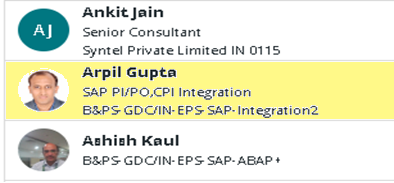 AJ
Ankit Jain
Senior Consultant
Syntel Private Limited IN 0115
Arpil Gupta
SAP PI/PO,CPI Integration
B&PS-GDC/IN-EPS-SAP-Integration2
Ashish Kaul
B&PS-GDC/IN-EPS-SAP-ABAP+